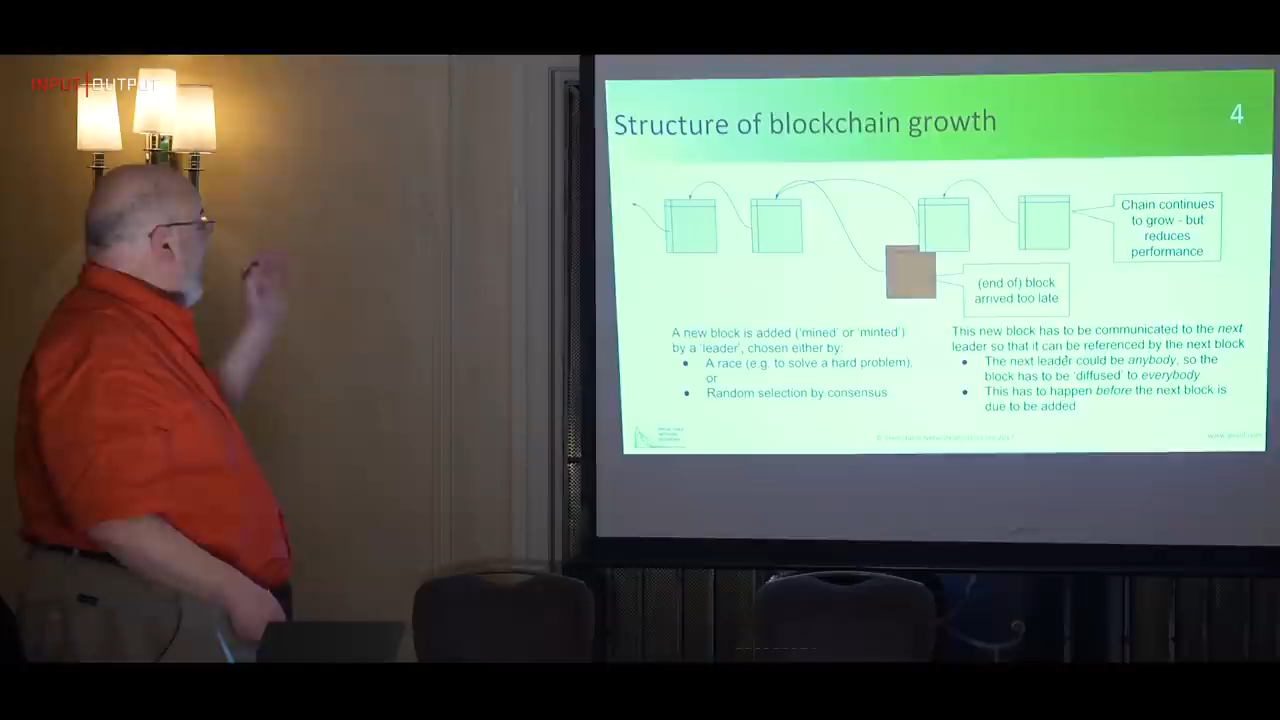 INPUT|OUTPUT
Structure of blockchain growth
4
Chain continues
to grow - but
reduces
performance
(end of) block
arrived too late
A new block is added ('mined' or 'minted')
by a 'leader', chosen either by:
• A race (e.g. to solve a hard problem),
or
• Random selection by consensus
This new block has to be communicated to the next
leader so that it can be referenced by the next block
• The next leader could be anybody, so the
block has to be 'diffused' to everybody
• This has to happen before the next block is
due to be added